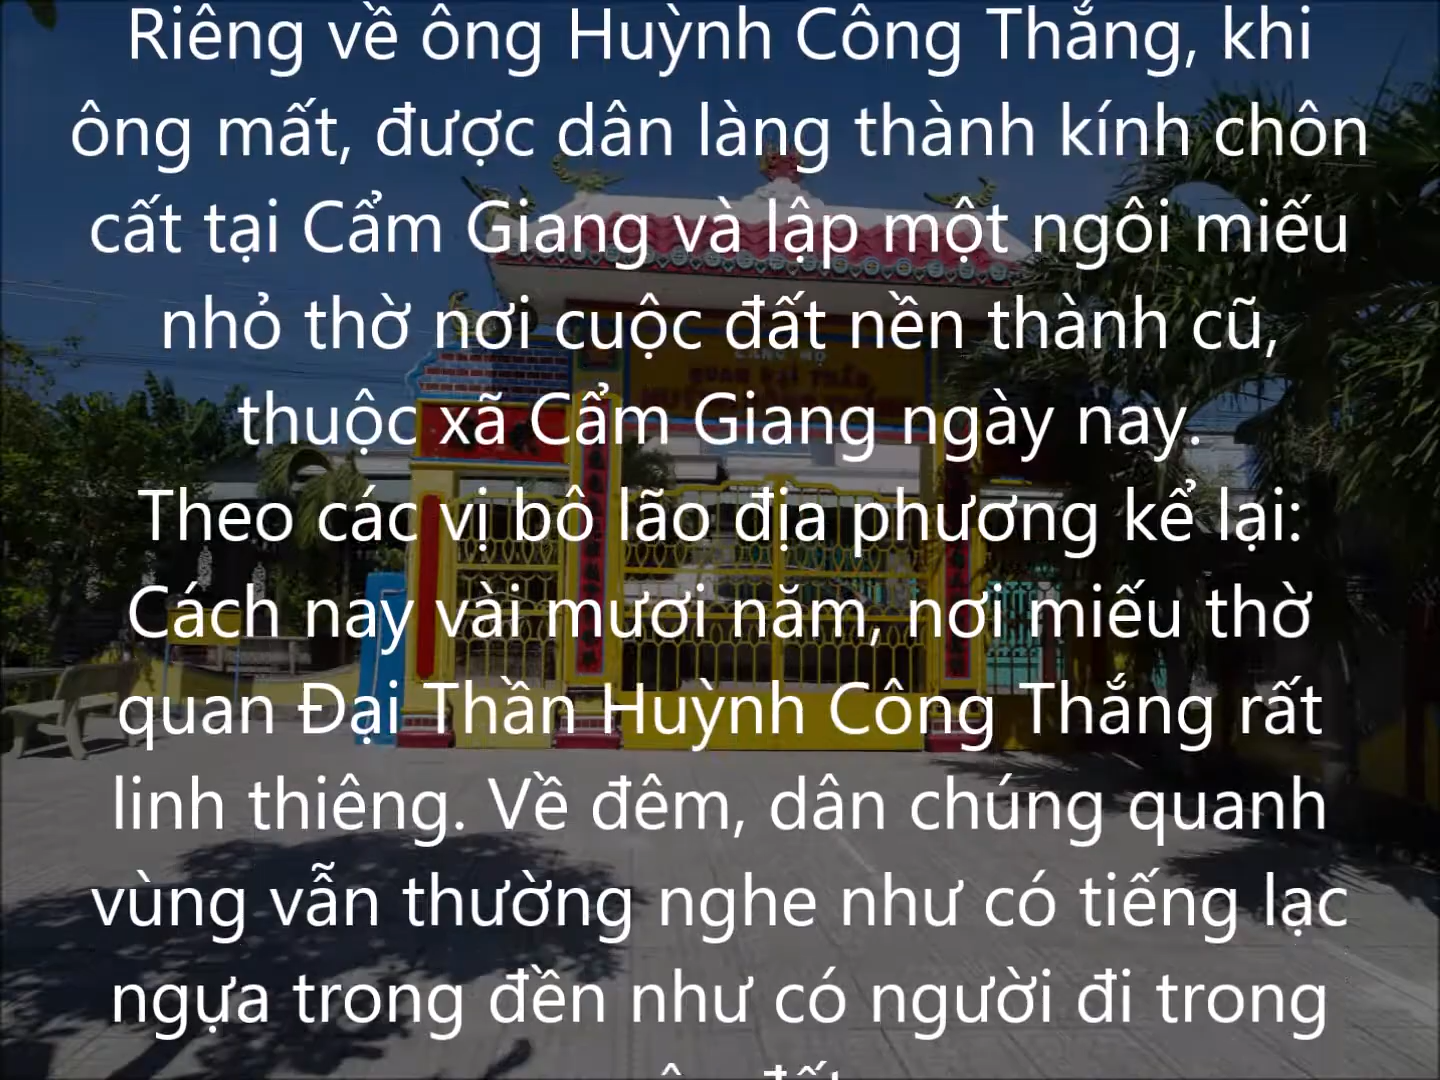 Riêng về ông Huỳnh Công Thắng, khi
ông mất, được dân làng thành kính chôn
cất tại Cẩm Giang và lập một ngôi miếu
nhỏ thờ nơi cuộc đất nền thành cũ,
thuộc xã Cẩm Giang ngày nay.
Theo các vị bô lão địa phương kể lại:
Cách nay vài mươi năm, nơi miếu thờ
quan Đại Thần Huỳnh Công Thắng rất
linh thiêng. Về đêm, dân chúng quanh
vùng vẫn thường nghe như có tiếng lạc
ngựa trong đền như có người đi trong